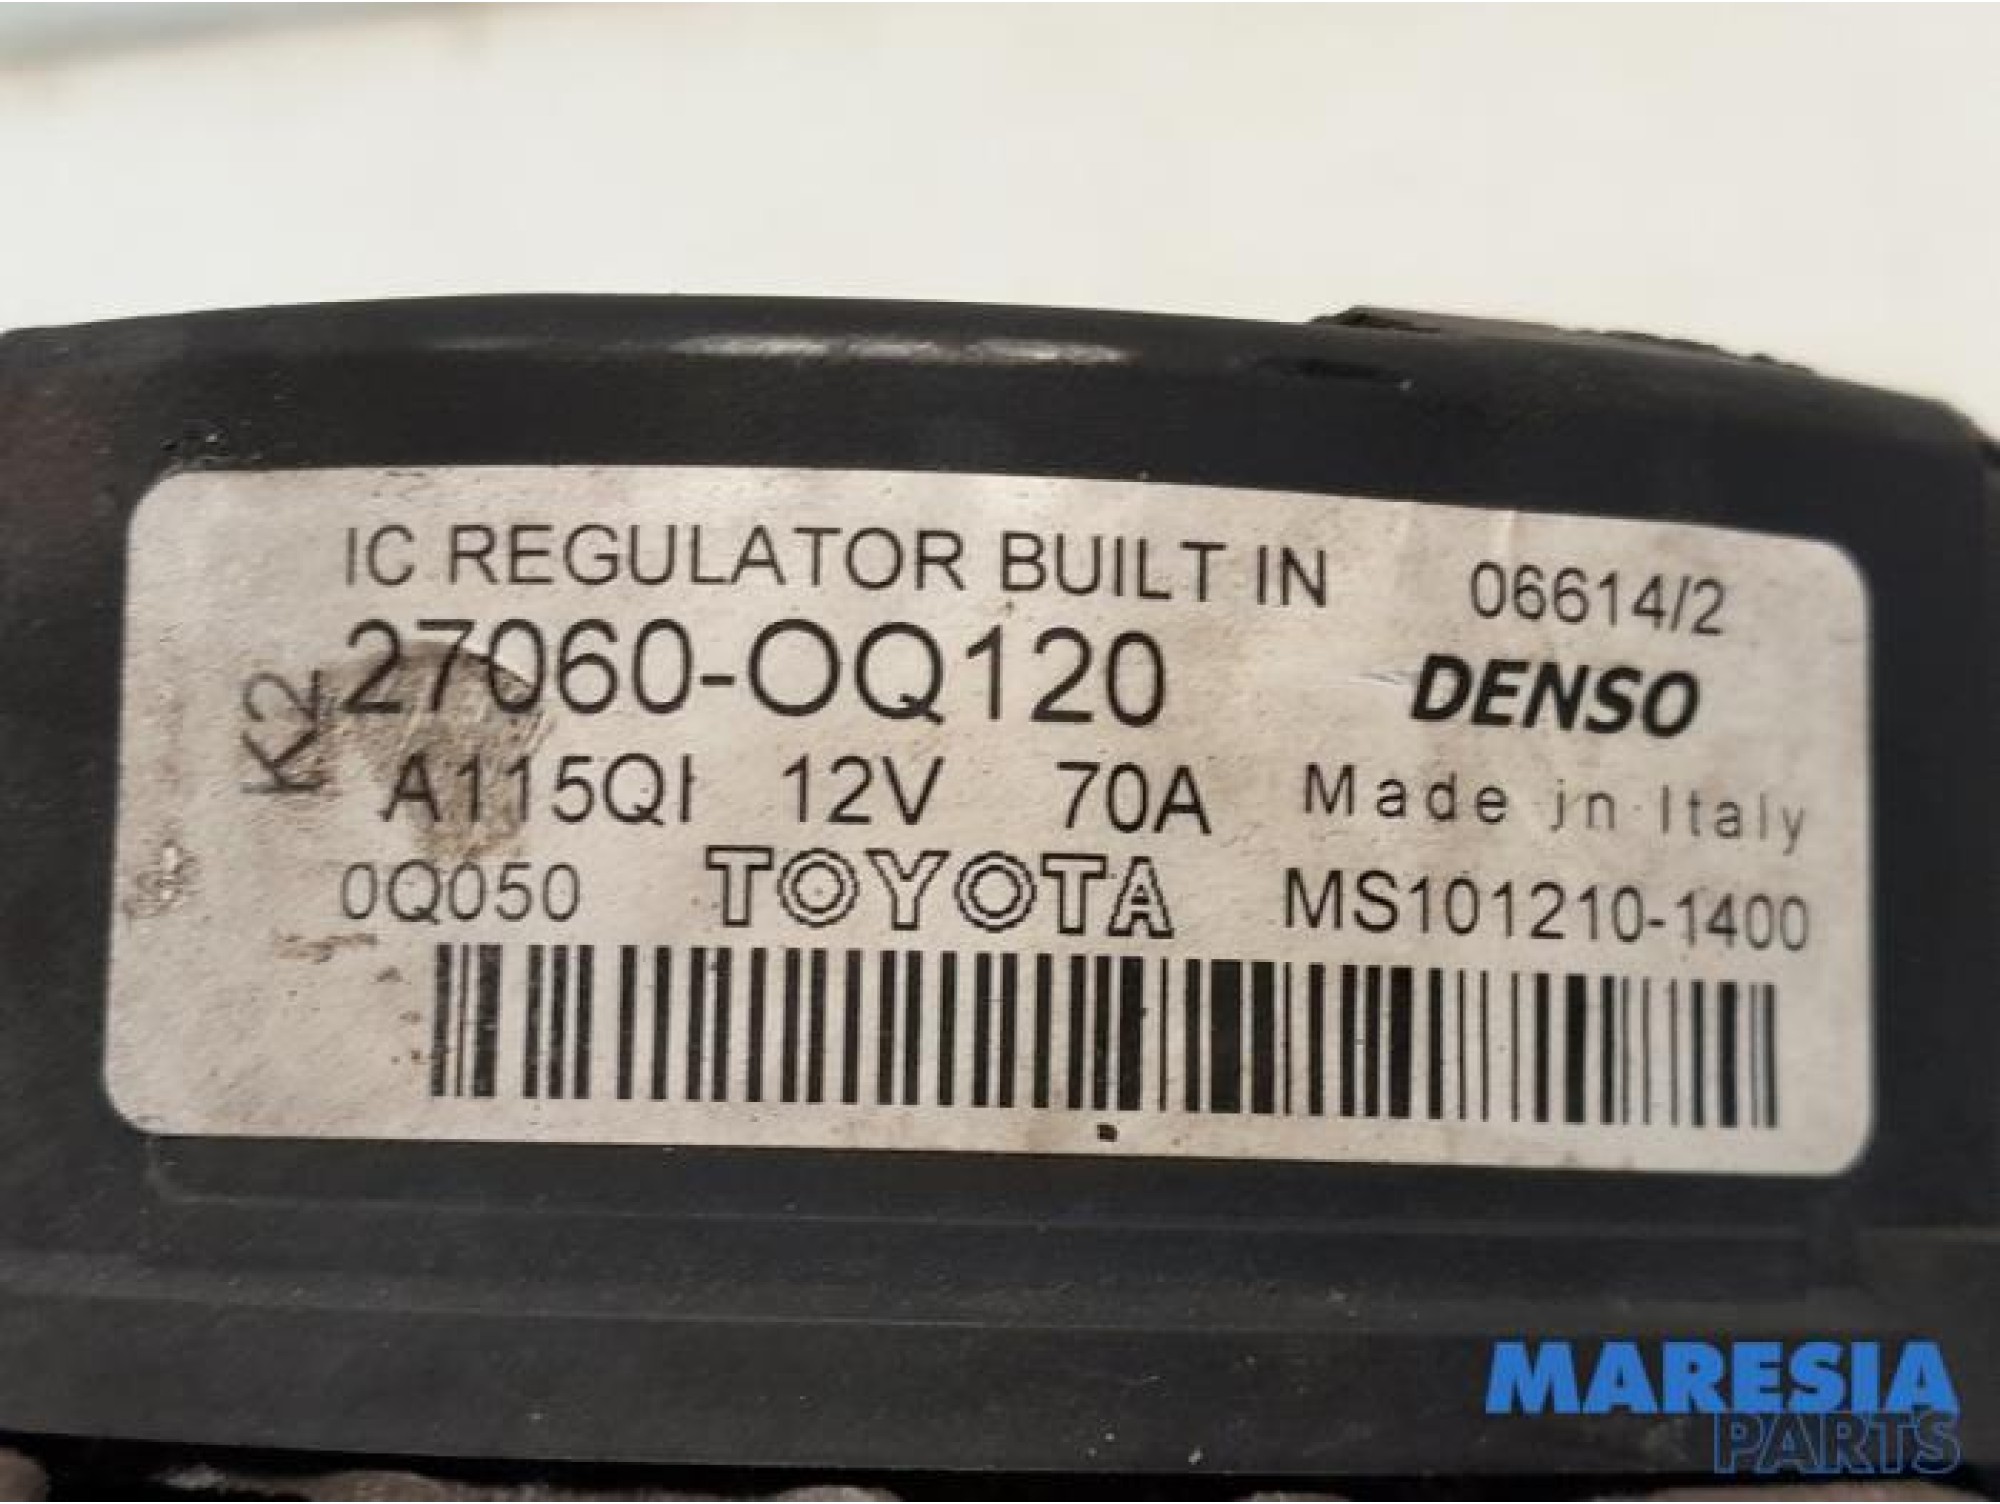 IC REGULATOR BUILT IN 06614/2
27060-OQ120 DENSO
K2
A115QI 12V 70A Made in Italy
0Q050 TOYOTA MS101210-1400
MARESIA
PARTS